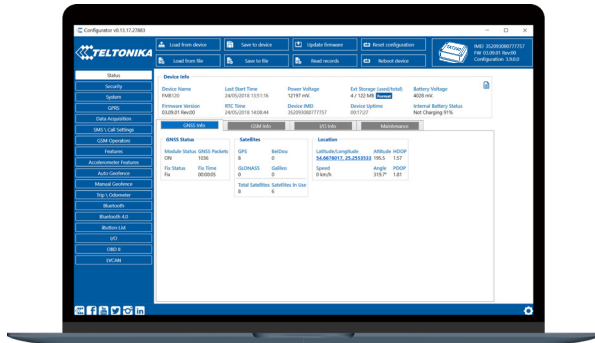 Configurator v0.13.17.27883
TELTONIKA
Load from device
Save to device
Update firmware
Reset configuration
Load from file
Save to file
Read records
Reboot device
IMEI 352093080777757
FW 03.09.01 Rev:00
Configuration 3.9.0.0
Status
Security
System
GPRS
Data Acquisition
SMS \ Call Settings
GSM Operators
Features
Accelerometer Features
Auto Geofence
Manual Geofence
Trip \ Odometer
Bluetooth
Bluetooth 4.0
iButton List
I/O
OBD II
LVCAN
Device Info
Device Name Last Start Time Power Voltage Ext Storage (used/total) Battery Voltage
FMB120 24/05/2018 13:51:16 12197 mV. 4 / 122 MB Format 4028 mV.
Firmware Version RTC Time Device IMEI Device Uptime Internal Battery Status
03.09.01 Rev:00 24/05/2018 14:08:44 352093080777757 00:17:27 Not Charging 91%
GNSS Info GSM Info I/O Info Maintenance
GNSS Status
Module Status GNSS Packets
ON 1036
Fix Status Fix Time
Fix 00:00:05
Satellites
GPS BeiDou
8 0
GLONASS Galileo
0 0
Total Satellites Satellites In Use
8 6
Location
Latitude/Longitude Altitude HDOP
54.6678017, 25.2553533 195.5 1.57
Speed Angle PDOP
0 km/h 319.7° 1.81